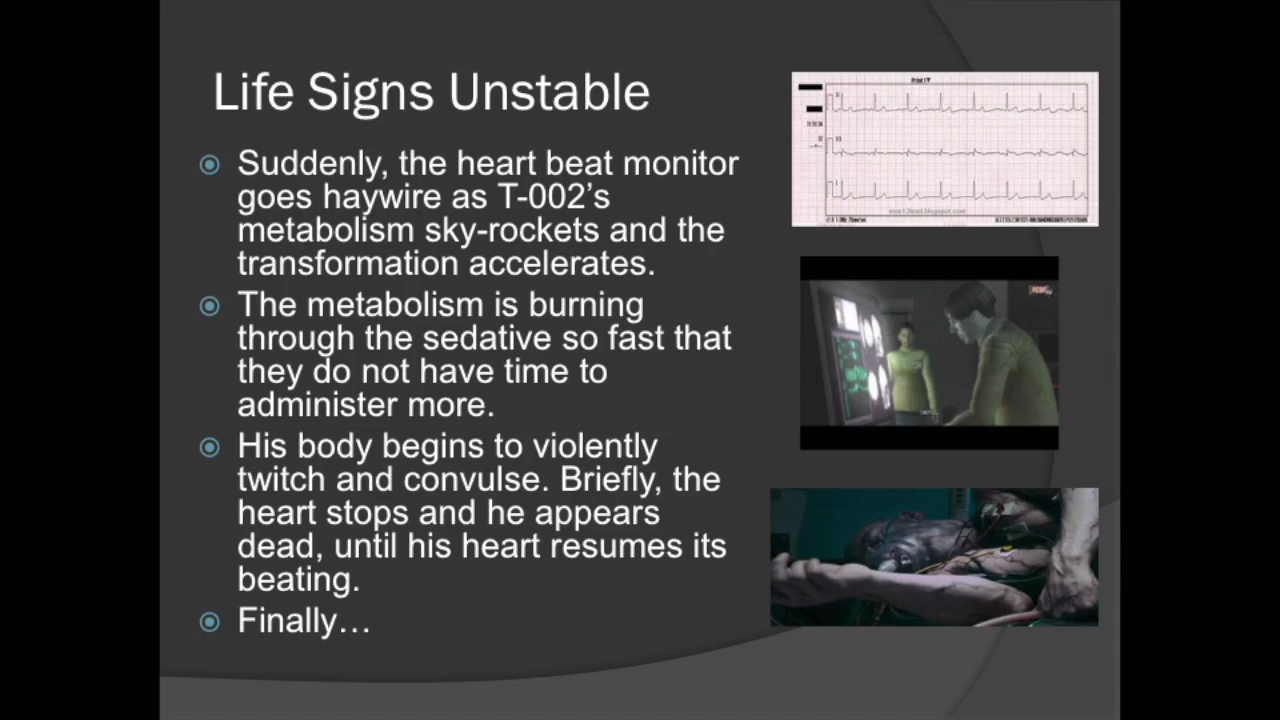 Life Signs Unstable
Suddenly, the heart beat monitor
goes haywire as T-002’s
metabolism sky-rockets and the
transformation accelerates.
The metabolism is burning
through the sedative so fast that
they do not have time to
administer more.
His body begins to violently
twitch and convulse. Briefly, the
heart stops and he appears
dead, until his heart resumes its
beating.
Finally…